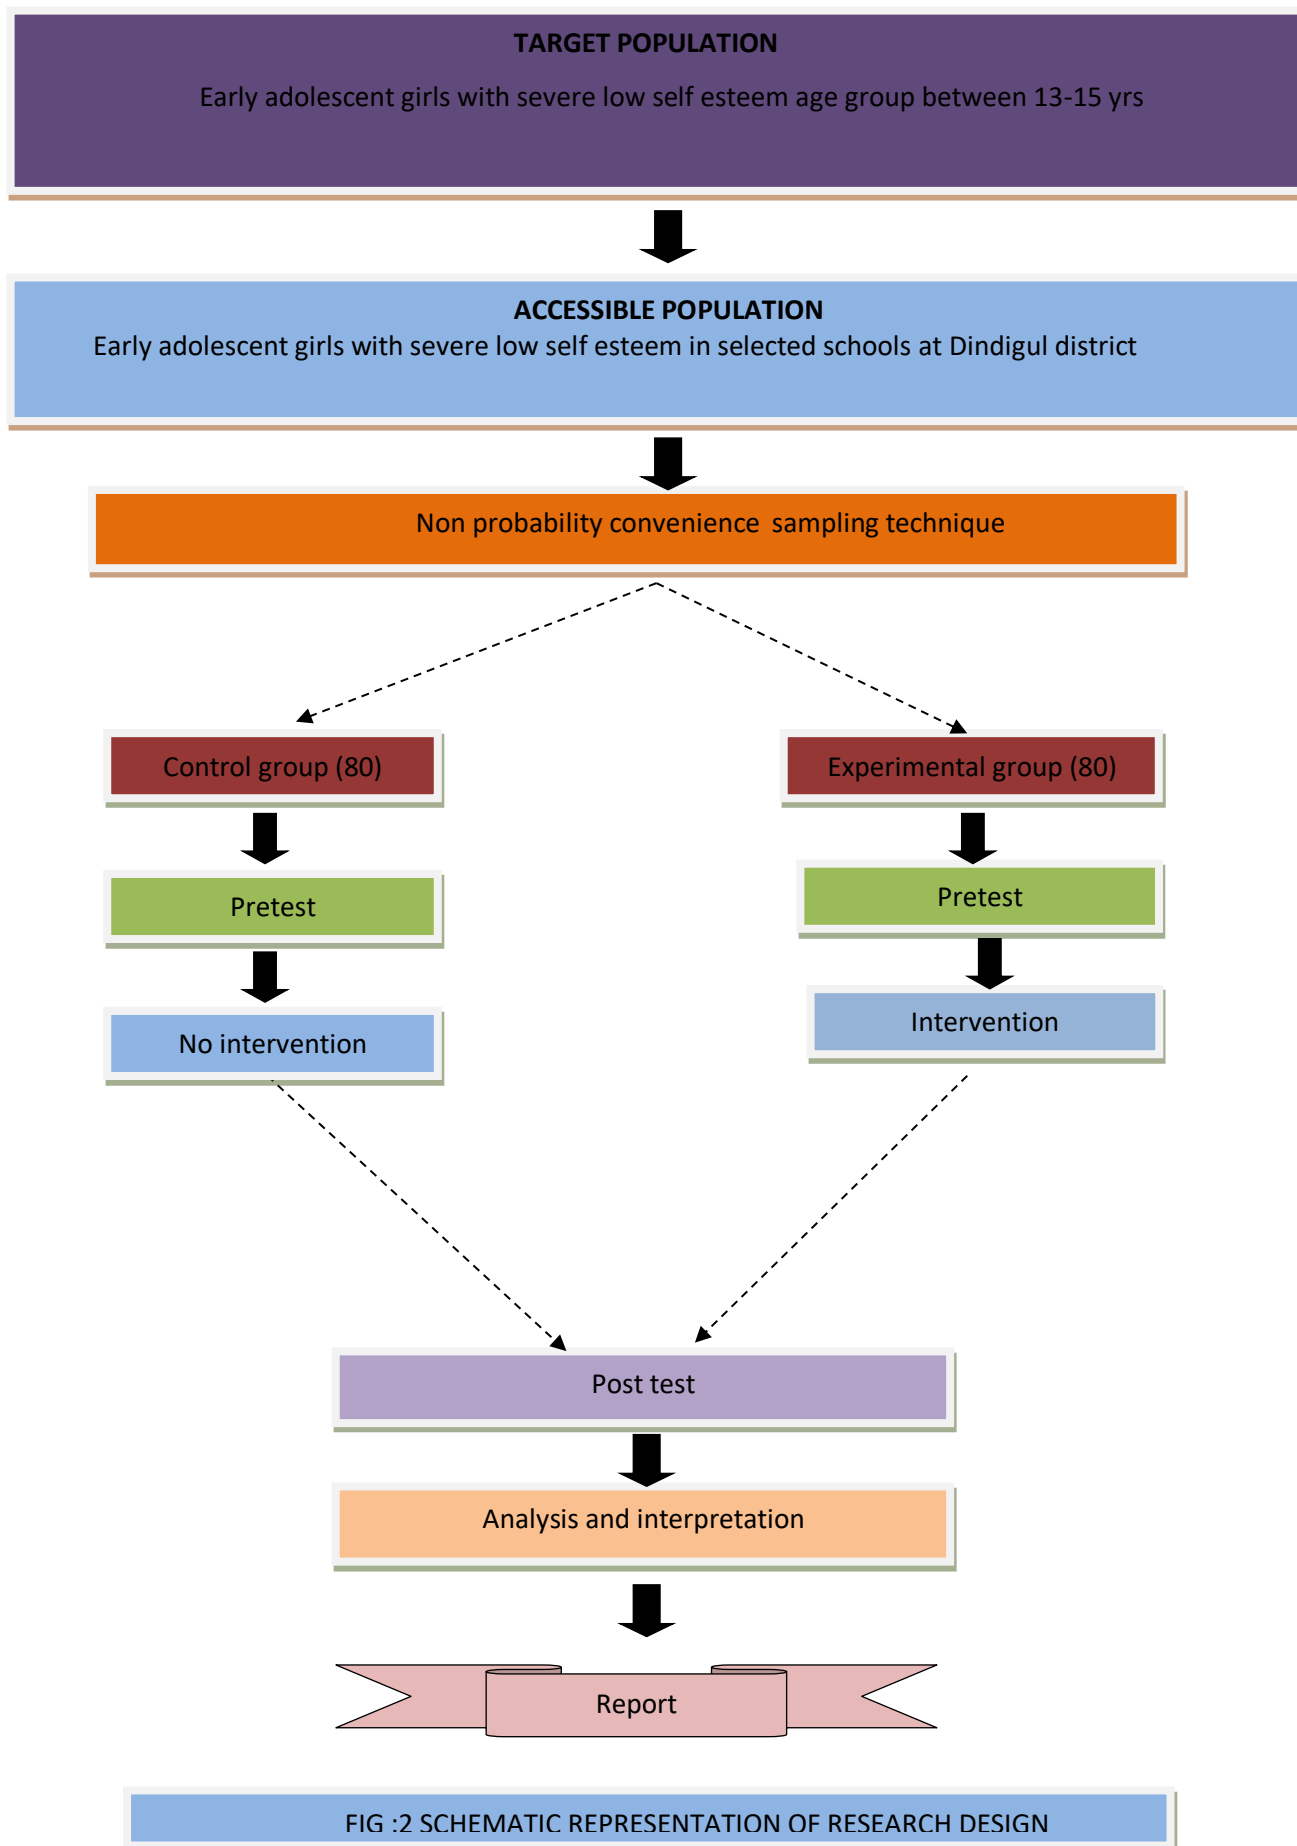 TARGET POPULATION
Early adolescent girls with severe low self esteem age group between 13-15 yrs
ACCESSIBLE POPULATION
Early adolescent girls with severe low self esteem in selected schools at Dindigul district
Non probability convenience sampling technique
Control group (80)
Experimental group (80)
Pretest
Pretest
No intervention
Intervention
Post test
Analysis and interpretation
Report
FIG :2 SCHEMATIC REPRESENTATION OF RESEARCH DESIGN